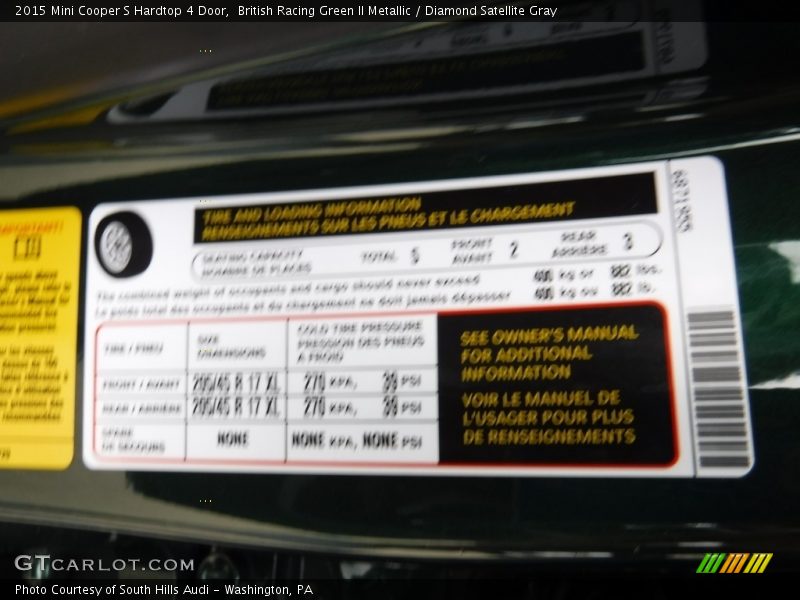 2015 Mini Cooper S Hardtop 4 Door,  British Racing Green II Metallic / Diamond Satellite Gray
TIRE AND LOADING INFORMATION
RENSEIGNEMENTS SUR LES PNEUS ET LE CHARGEMENT
SEATING CAPACITY
NOMBRE DE PLACES
TOTAL 5
FRONT
AVANT 2
REAR
ARRIÈRE 3
The combined weight of occupants and cargo should never exceed 400 kg or 882 lbs.
Le poids total des occupants et du chargement ne doit jamais dépasser 400 kg ou 882 lb.
TIRE / PNEU
SIZE
DIMENSIONS
COLD TIRE PRESSURE
PRESSION DES PNEUS
A FROID
FRONT / AVANT 205/45 R 17 XL 270 KPA, 39 PSI
REAR / ARRIÈRE 205/45 R 17 XL 270 KPA, 39 PSI
SPARE
DE SECOURS NONE NONE KPA, NONE PSI
SEE OWNER'S MANUAL
FOR ADDITIONAL
INFORMATION
VOIR LE MANUEL DE
L'USAGER POUR PLUS
DE RENSEIGNEMENTS
6871955
IMPORTANT!
GTCARLOT.COM
Photo Courtesy of South Hills Audi - Washington, PA